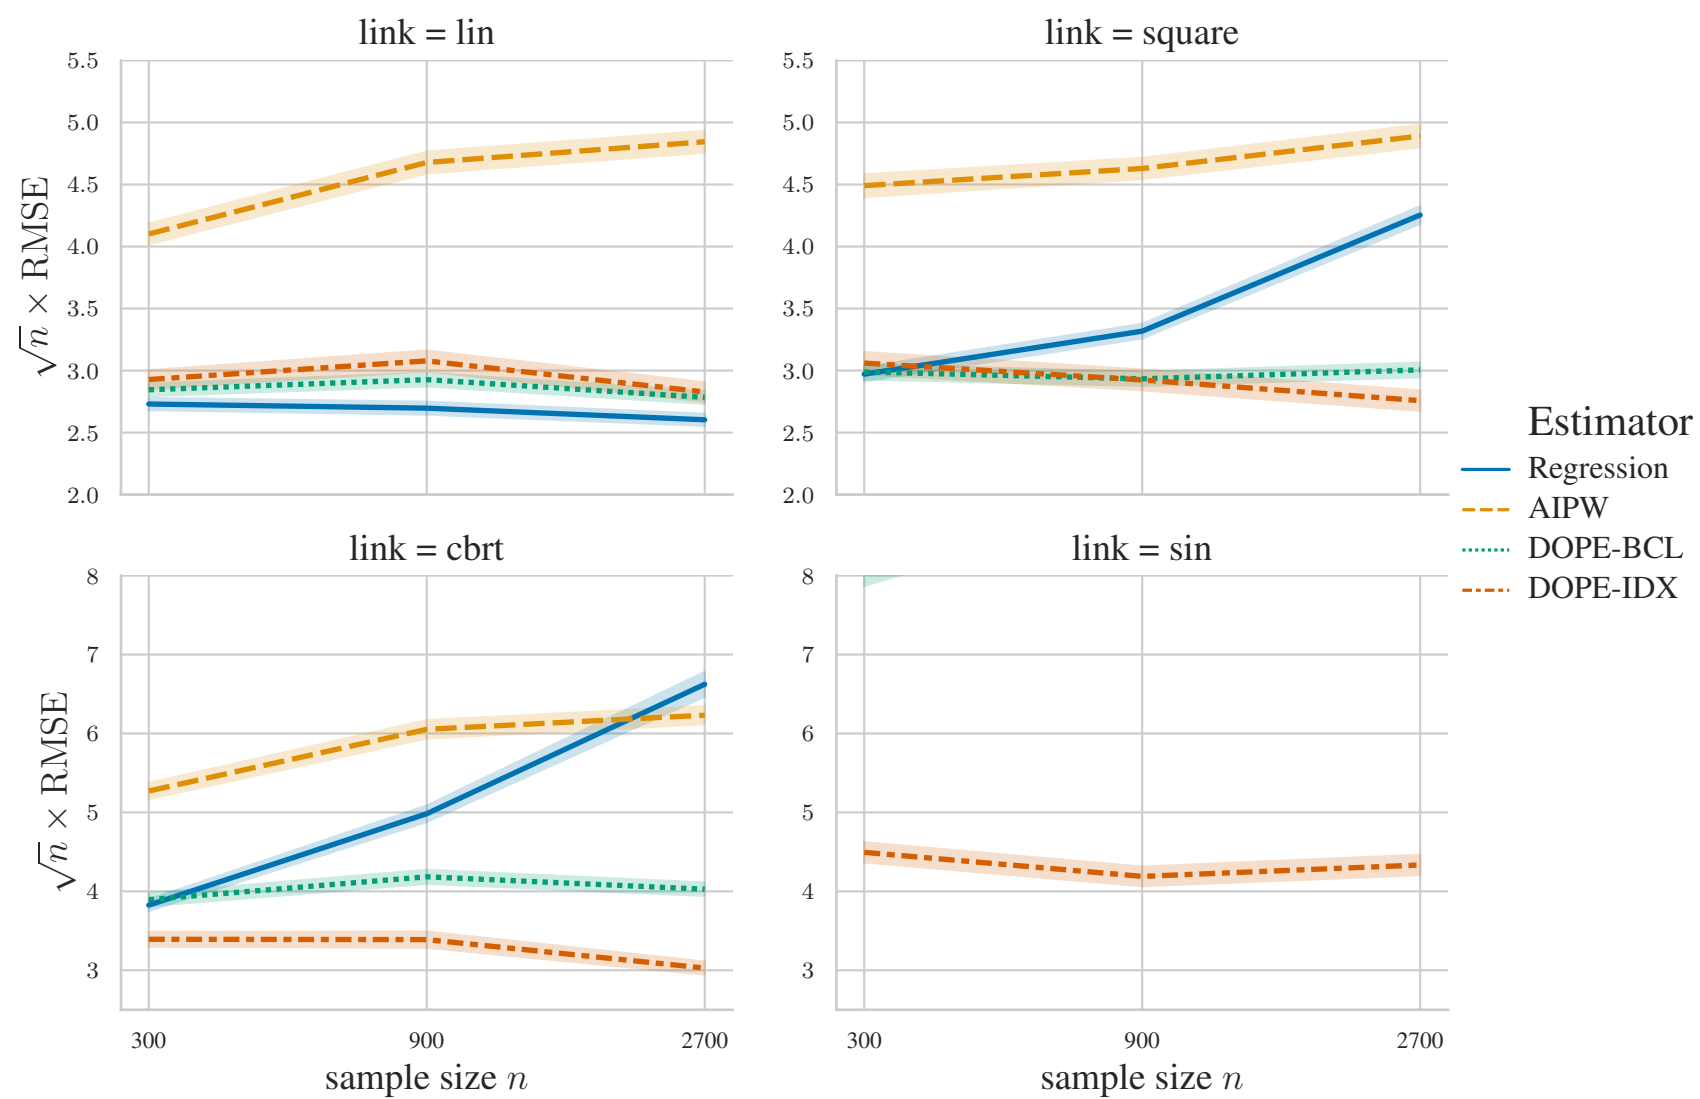 link = lin
5.5
5.0
4.5
4.0
3.5
3.0
2.5
2.0
√n × RMSE
link = square
5.5
5.0
4.5
4.0
3.5
3.0
2.5
2.0
link = cbrt
8
7
6
5
4
3
√n × RMSE
300 900 2700
sample size n
link = sin
8
7
6
5
4
3
300 900 2700
sample size n
Estimator
Regression
AIPW
DOPE-BCL
DOPE-IDX